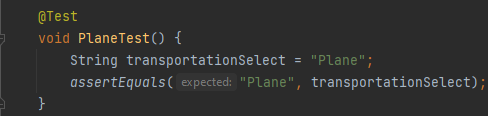 @Test
void PlaneTest() {
String transportationSelect = "Plane";
assertEquals( expected: "Plane", transportationSelect);
}